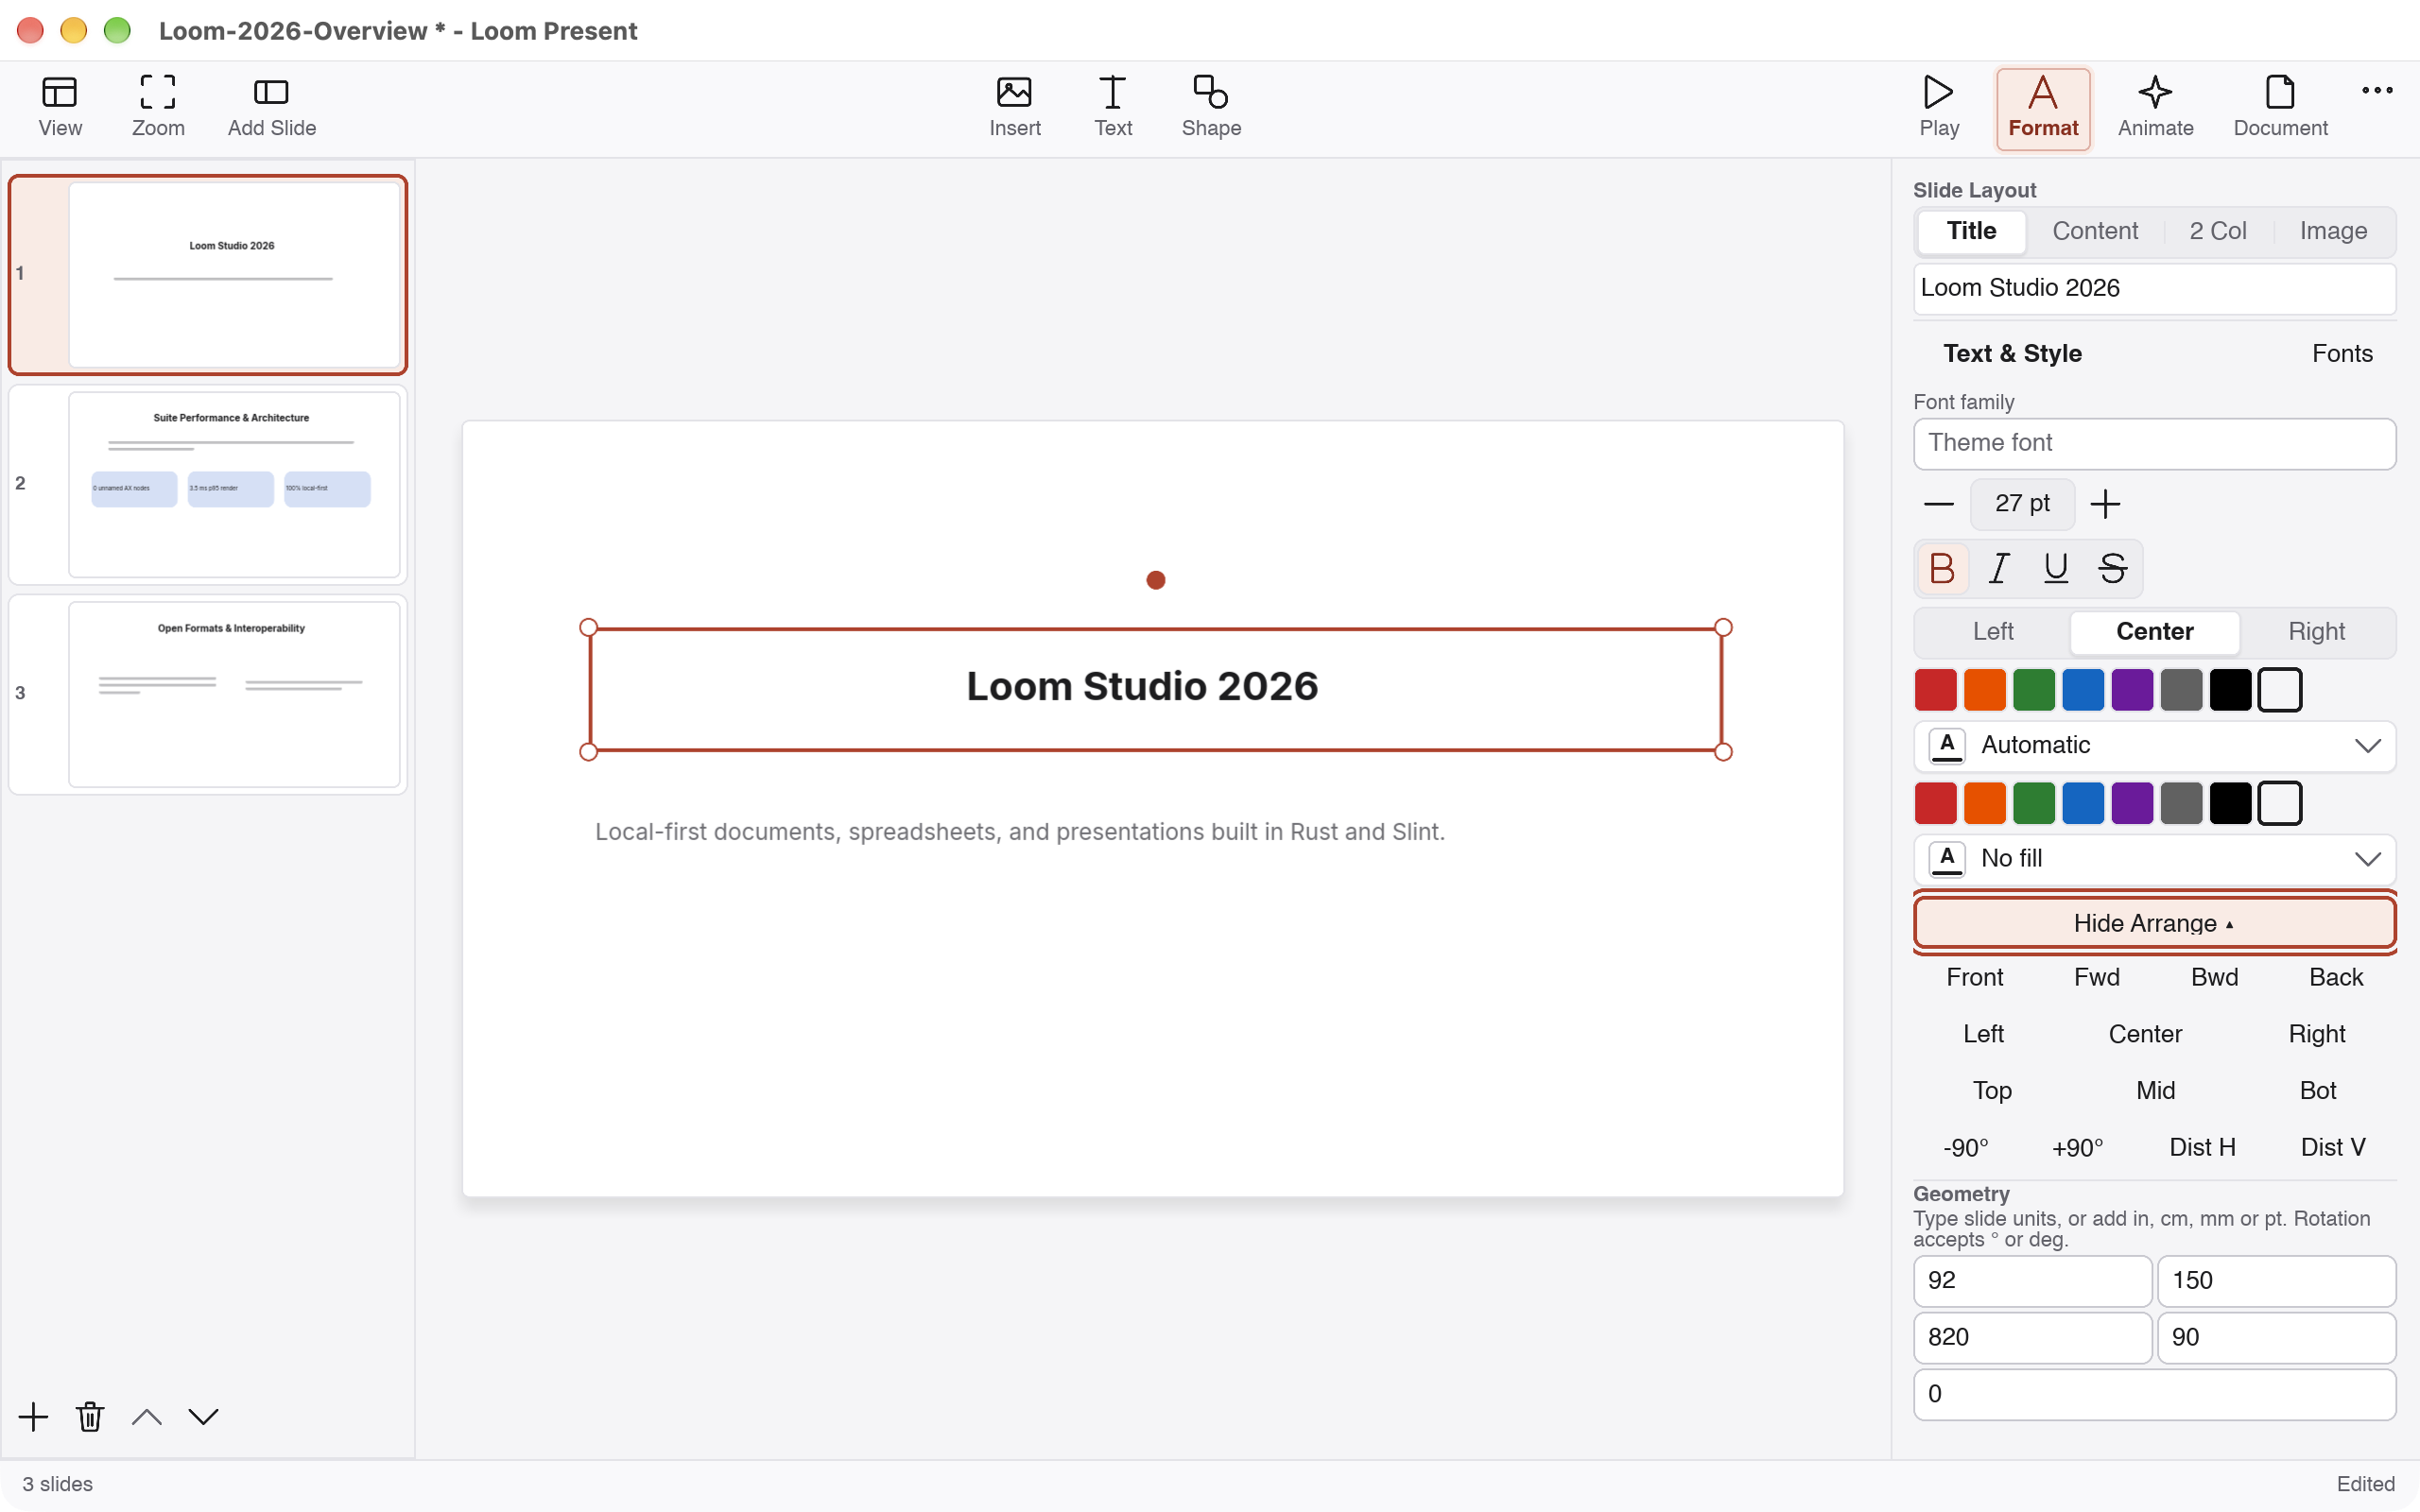 Loom-2026-Overview * - Loom Present
View
Zoom
Add Slide
Insert
Text
Shape
Play
Format
Animate
Document
1
Loom Studio 2026
2
Suite Performance & Architecture
0 unnamed AX nodes
3.5 ms p95 render
100% local-first
3
Open Formats & Interoperability
Loom Studio 2026
Local-first documents, spreadsheets, and presentations built in Rust and Slint.
Slide Layout
Title
Content
2 Col
Image
Loom Studio 2026
Text & Style
Fonts
Font family
Theme font
27 pt
B I U S
Left
Center
Right
A
Automatic
A
No fill
Hide Arrange
Front
Fwd
Bwd
Back
Left
Center
Right
Top
Mid
Bot
-90°
+90°
Dist H
Dist V
Geometry
Type slide units, or add in, cm, mm or pt. Rotation
accepts ° or deg.
92
150
820
90
0
3 slides
Edited